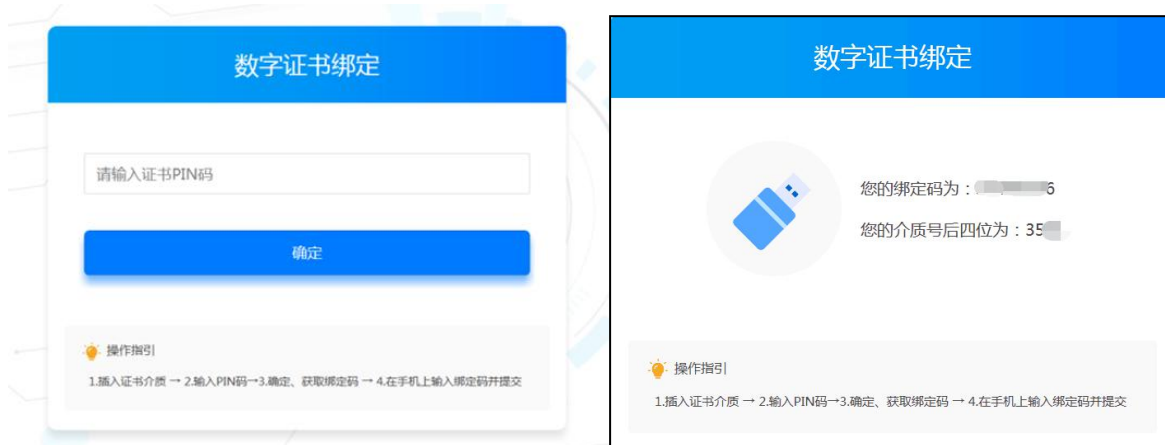 数字证书绑定
请输入证书PIN码
确定
操作指引
1.插入证书介质 → 2.输入PIN码→3.确定、获取绑定码 → 4.在手机上输入绑定码并提交
数字证书绑定
您的绑定码为：6
您的介质号后四位为：35
操作指引
1.插入证书介质 → 2.输入PIN码→3.确定、获取绑定码 → 4.在手机上输入绑定码并提交